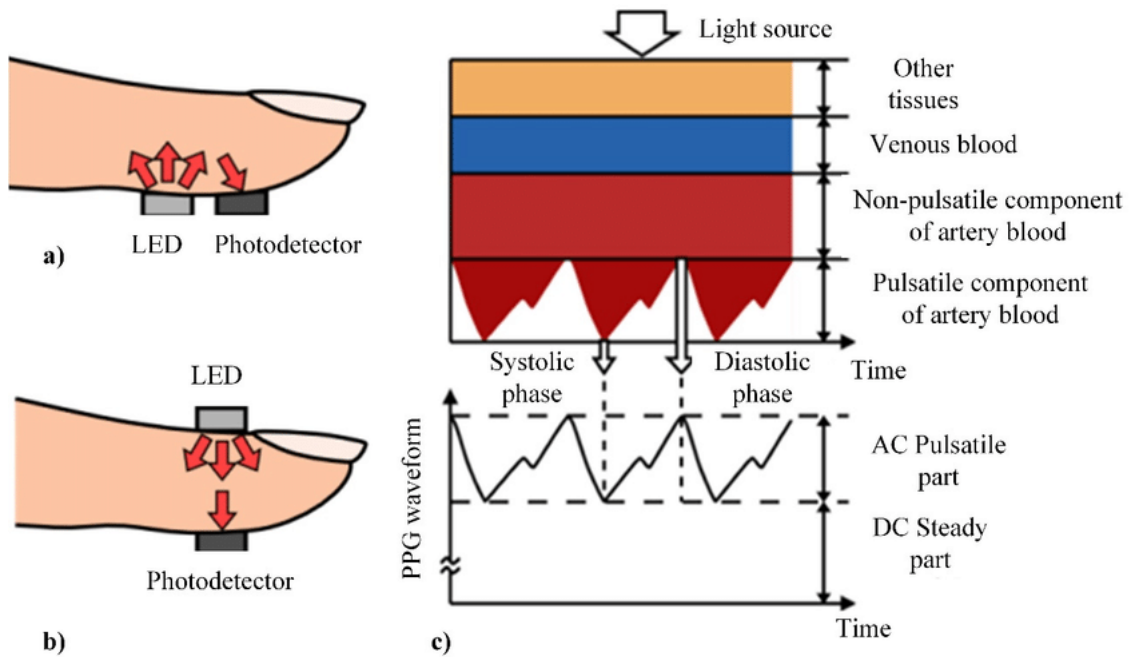 LED
Photodetector
a)
LED
Photodetector
b)
Light source
Other
tissues
Venous blood
Non-pulsatile component
of artery blood
Pulsatile component
of artery blood
Systolic
phase
Diastolic
phase
Time
PPG waveform
AC Pulsatile
part
DC Steady
part
Time
c)